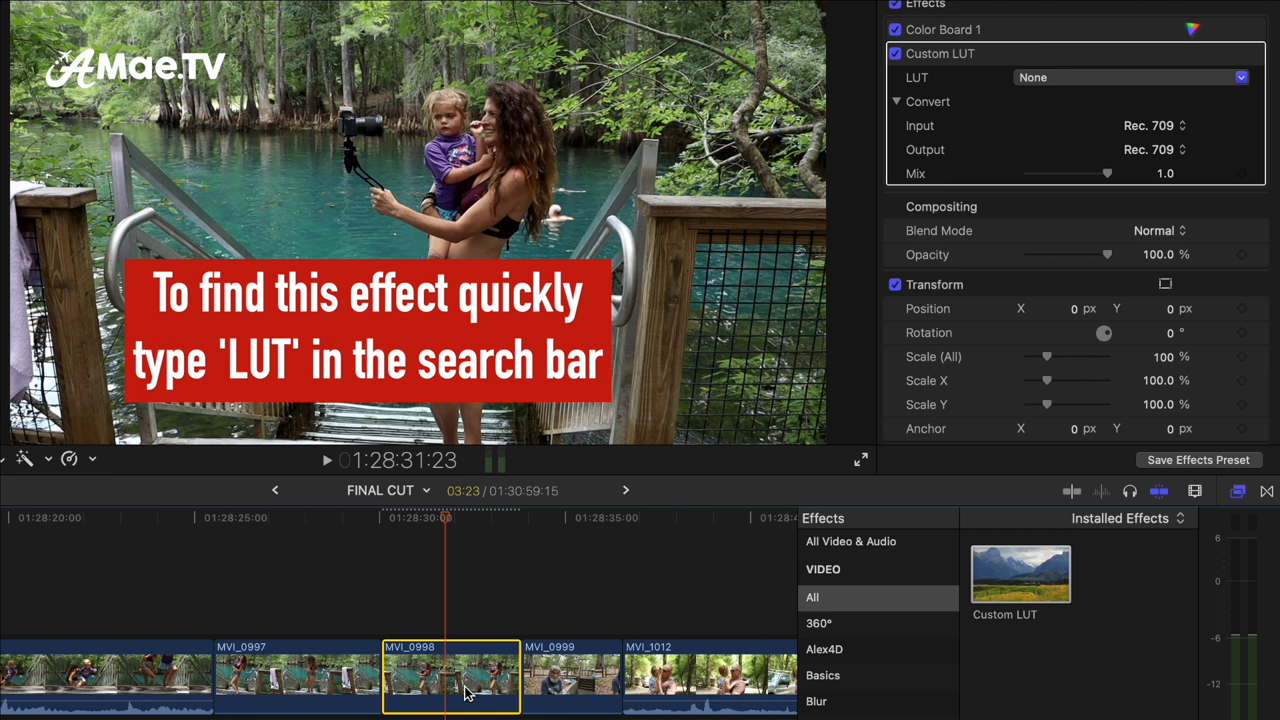 AMae.TV
To find this effect quickly
type 'LUT' in the search bar
Effects
Color Board 1
Custom LUT
LUT None
Convert
Input Rec. 709
Output Rec. 709
Mix 1.0
Compositing
Blend Mode Normal
Opacity 100.0 %
Transform
Position X 0 px Y 0 px
Rotation 0 °
Scale (All) 100 %
Scale X 100.0 %
Scale Y 100.0 %
Anchor X 0 px Y 0 px
Save Effects Preset
01:28:31:23
FINAL CUT 03:23 / 01:30:59:15
01:28:20:00 01:28:25:00 01:28:30:00 01:28:35:00 01:28:4
MVI_0997 MVI_0998 MVI_0999 MVI_1012
Effects Installed Effects
All Video & Audio
VIDEO
All
360°
Alex4D
Basics
Blur
Custom LUT
6
0
-6
-12